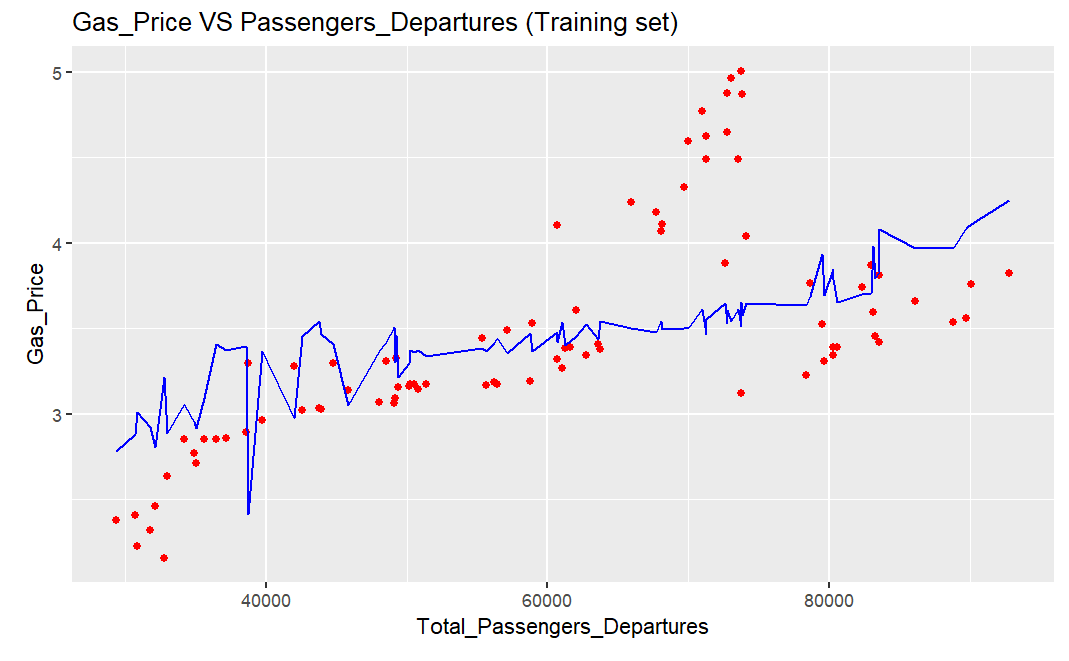 Gas_Price VS Passengers_Departures (Training set)
5
4
3
Gas_Price
40000 60000 80000
Total_Passengers_Departures